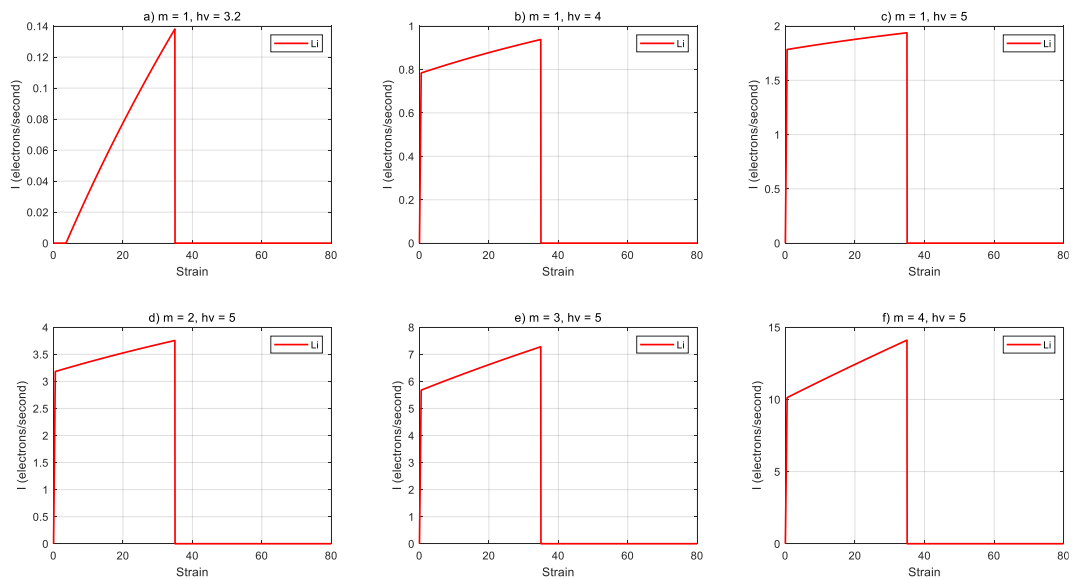 a) m = 1, hv = 3.2
I (electrons/second)
0.14
0.12
0.1
0.08
0.06
0.04
0.02
0
Li
0 20 40 60 80
Strain
b) m = 1, hv = 4
I (electrons/second)
1
0.8
0.6
0.4
0.2
0
Li
0 20 40 60 80
Strain
c) m = 1, hv = 5
I (electrons/second)
2
1.5
1
0.5
0
Li
0 20 40 60 80
Strain
d) m = 2, hv = 5
I (electrons/second)
4
3.5
3
2.5
2
1.5
1
0.5
0
Li
0 20 40 60 80
Strain
e) m = 3, hv = 5
I (electrons/second)
8
7
6
5
4
3
2
1
0
Li
0 20 40 60 80
Strain
f) m = 4, hv = 5
I (electrons/second)
15
10
5
0
Li
0 20 40 60 80
Strain